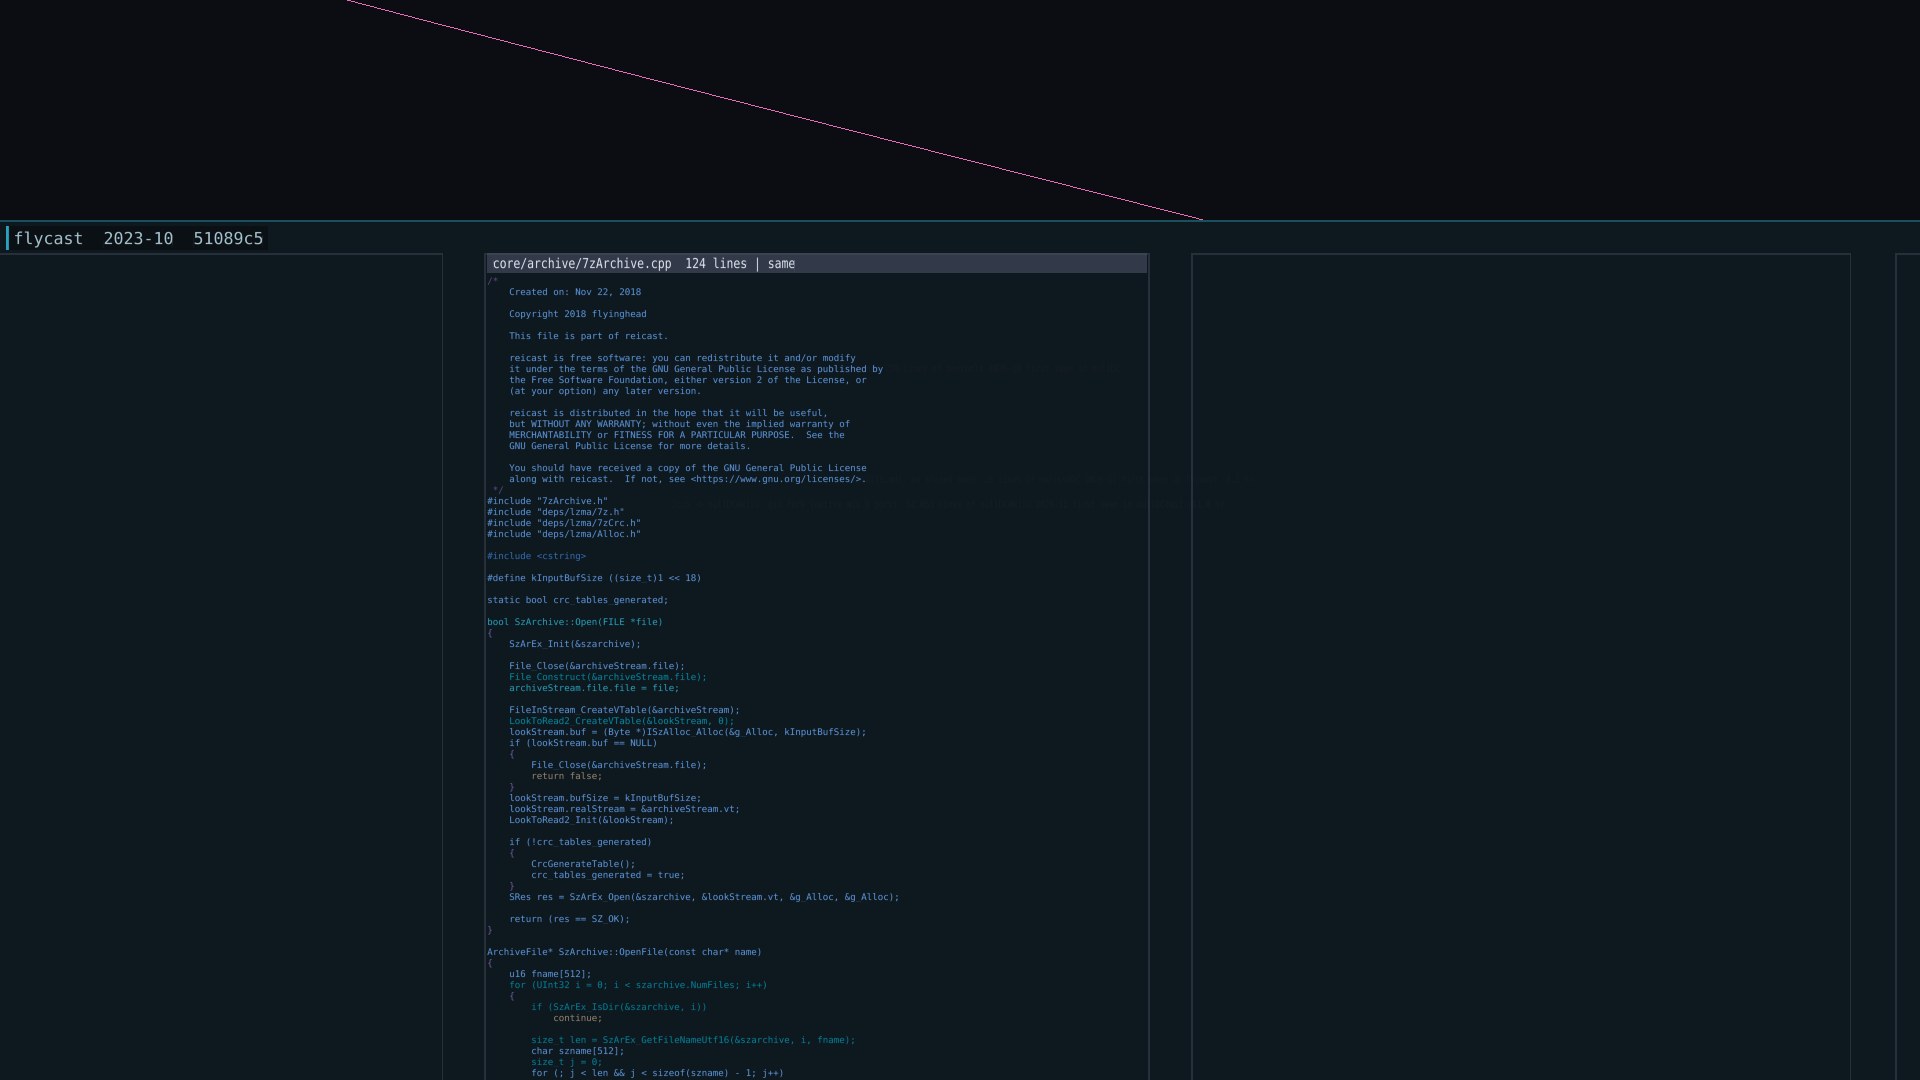 flycast  2023-10  51089c5
core/archive/7zArchive.cpp  124 lines | same
/*
    Created on: Nov 22, 2018

    Copyright 2018 flyinghead

    This file is part of reicast.

    reicast is free software: you can redistribute it and/or modify
    it under the terms of the GNU General Public License as published by
    the Free Software Foundation, either version 2 of the License, or
    (at your option) any later version.

    reicast is distributed in the hope that it will be useful,
    but WITHOUT ANY WARRANTY; without even the implied warranty of
    MERCHANTABILITY or FITNESS FOR A PARTICULAR PURPOSE.  See the
    GNU General Public License for more details.

    You should have received a copy of the GNU General Public License
    along with reicast.  If not, see <https://www.gnu.org/licenses/>.
 */
#include "7zArchive.h"
#include "deps/lzma/7z.h"
#include "deps/lzma/7zCrc.h"
#include "deps/lzma/Alloc.h"

#include <cstring>

#define kInputBufSize ((size_t)1 << 18)

static bool crc_tables_generated;

bool SzArchive::Open(FILE *file)
{
    SzArEx_Init(&szarchive);

    File_Close(&archiveStream.file);
    File_Construct(&archiveStream.file);
    archiveStream.file.file = file;

    FileInStream_CreateVTable(&archiveStream);
    LookToRead2_CreateVTable(&lookStream, 0);
    lookStream.buf = (Byte *)ISzAlloc_Alloc(&g_Alloc, kInputBufSize);
    if (lookStream.buf == NULL)
    {
        File_Close(&archiveStream.file);
        return false;
    }
    lookStream.bufSize = kInputBufSize;
    lookStream.realStream = &archiveStream.vt;
    LookToRead2_Init(&lookStream);

    if (!crc_tables_generated)
    {
        CrcGenerateTable();
        crc_tables_generated = true;
    }
    SRes res = SzArEx_Open(&szarchive, &lookStream.vt, &g_Alloc, &g_Alloc);

    return (res == SZ_OK);
}

ArchiveFile* SzArchive::OpenFile(const char* name)
{
    u16 fname[512];
    for (UInt32 i = 0; i < szarchive.NumFiles; i++)
    {
        if (SzArEx_IsDir(&szarchive, i))
            continue;

        size_t len = SzArEx_GetFileNameUtf16(&szarchive, i, fname);
        char szname[512];
        size_t j = 0;
        for (; j < len && j < sizeof(szname) - 1; j++)